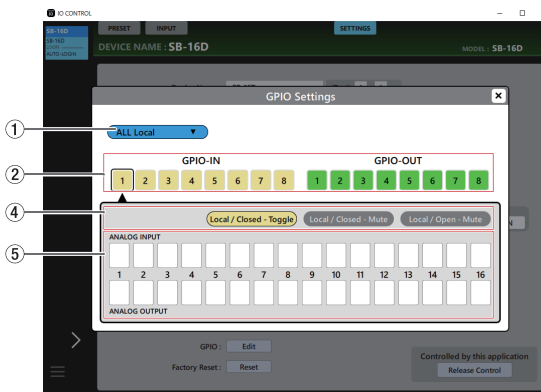 IO CONTROL
SB-16D
SB-16D
LOGIN
AUTO-LOGIN
PRESET INPUT SETTINGS
DEVICE NAME : SB-16D MODEL : SB-16D
GPIO Settings
1 ALL Local
GPIO-IN GPIO-OUT
2 1 2 3 4 5 6 7 8 1 2 3 4 5 6 7 8
4 Local / Closed - Toggle Local / Closed - Mute Local / Open - Mute
ANALOG INPUT
5
1 2 3 4 5 6 7 8 9 10 11 12 13 14 15 16
ANALOG OUTPUT
GPIO : Edit
Controlled by this application
Factory Reset : Reset Release Control